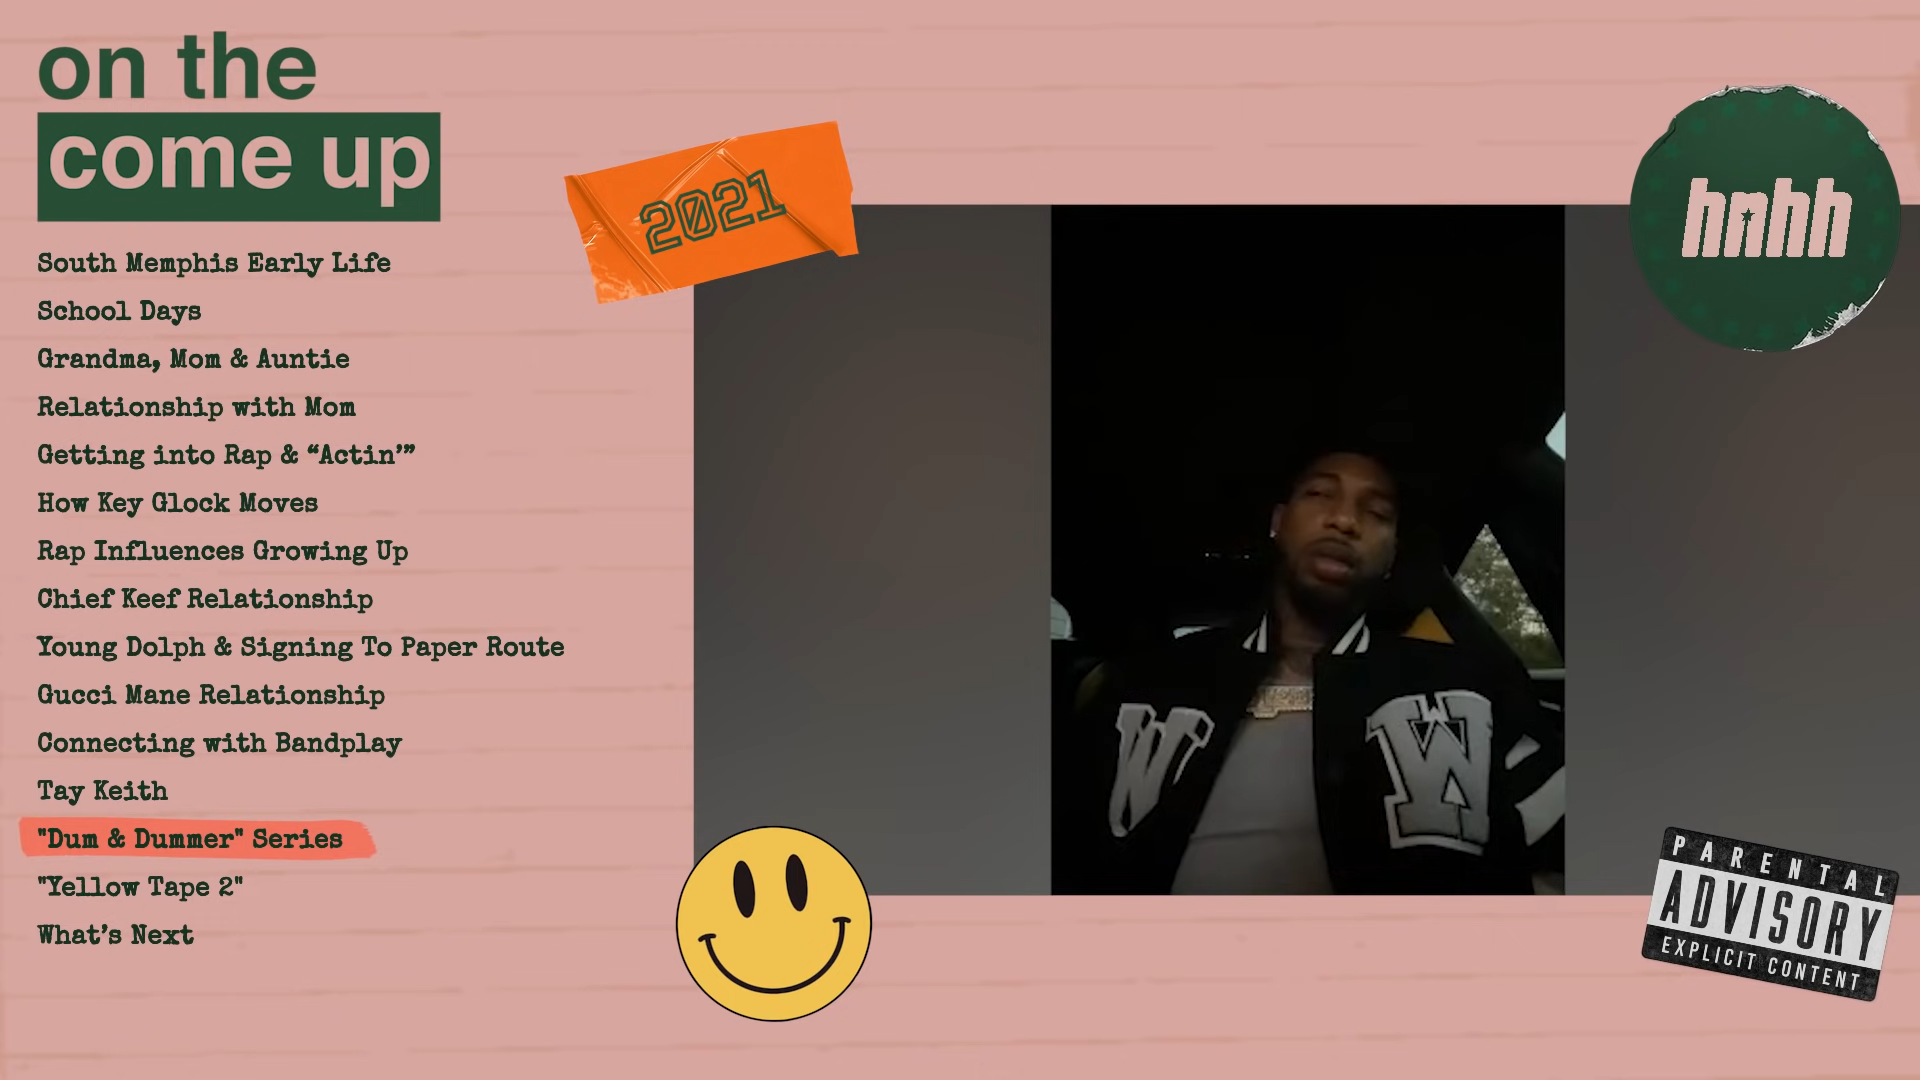 on the
come up
South Memphis Early Life
School Days
Grandma, Mom & Auntie
Relationship with Mom
Getting into Rap & “Actin’”
How Key Glock Moves
Rap Influences Growing Up
Chief Keef Relationship
Young Dolph & Signing To Paper Route
Gucci Mane Relationship
Connecting with Bandplay
Tay Keith
"Dum & Dummer" Series
"Yellow Tape 2"
What’s Next
2021
hnhh
W W
PARENTAL
ADVISORY
EXPLICIT CONTENT